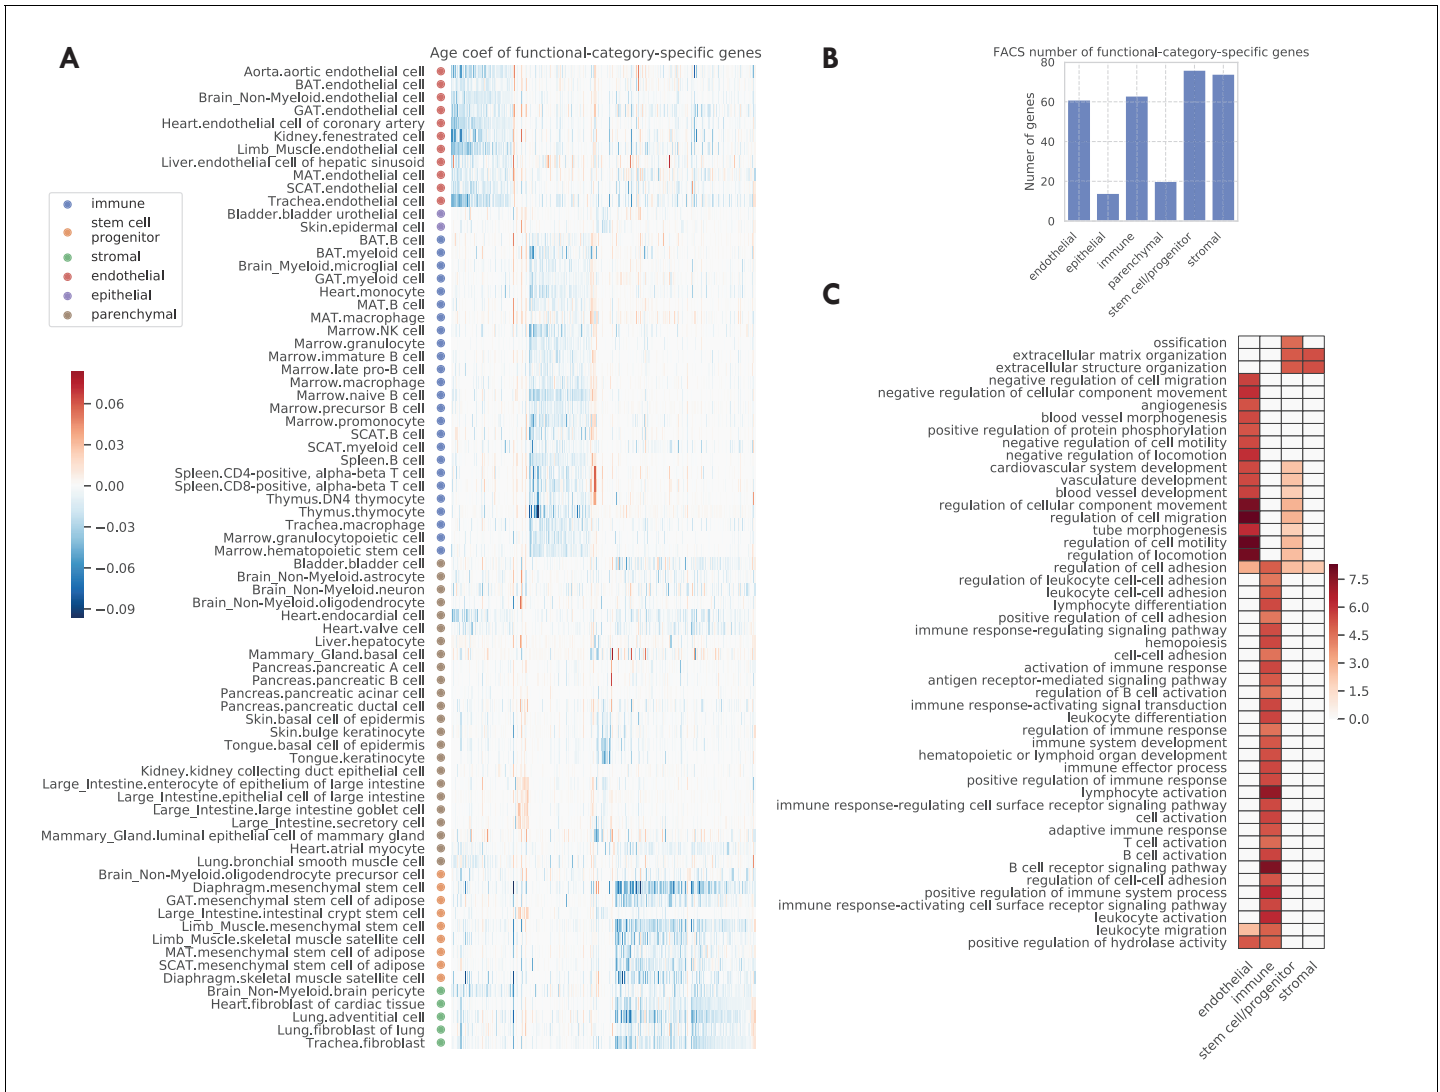 A
Age coef of functional-category-specific genes
Aorta.aortic endothelial cell
BAT.endothelial cell
Brain_Non-Myeloid.endothelial cell
GAT.endothelial cell
Heart.endothelial cell of coronary artery
Kidney.fenestrated cell
Limb_Muscle.endothelial cell
Liver.endothelial_cell of hepatic sinusoid
MAT.endothelial cell
SCAT.endothelial cell
Trachea.endothelial cell
Bladder.bladder urothelial cell
Skin.epidermal cell
BAT.B cell
BAT.myeloid cell
Brain_Myeloid.microglial cell
GAT.myeloid cell
Heart.monocyte
MAT.B cell
MAT.macrophage
Marrow.NK cell
Marrow.granulocyte
Marrow.immature B cell
Marrow.late pro-B cell
Marrow.macrophage
Marrow.naive B cell
Marrow.precursor B cell
Marrow.promonocyte
SCAT.B cell
SCAT.myeloid cell
Spleen.B cell
Spleen.CD4-positive, alpha-beta T cell
Spleen.CD8-positive, alpha-beta T cell
Thymus.DN4 thymocyte
Thymus.thymocyte
Trachea.macrophage
Marrow.granulocytopoietic cell
Marrow.hematopoietic stem cell
Bladder.bladder cell
Brain_Non-Myeloid.astrocyte
Brain_Non-Myeloid.neuron
Brain_Non-Myeloid.oligodendrocyte
Heart.endocardial cell
Heart.valve cell
Liver.hepatocyte
Mammary_Gland.basal cell
Pancreas.pancreatic A cell
Pancreas.pancreatic B cell
Pancreas.pancreatic acinar cell
Pancreas.pancreatic ductal cell
Skin.basal cell of epidermis
Skin.bulge keratinocyte
Tongue.basal cell of epidermis
Tongue.keratinocyte
Kidney.kidney collecting duct epithelial cell
Large_Intestine.enterocyte of epithelium of large intestine
Large_Intestine.epithelial cell of large intestine
Large_Intestine.large intestine goblet cell
Large_Intestine.secretory cell
Mammary_Gland.luminal epithelial cell of mammary gland
Heart.atrial myocyte
Lung.bronchial smooth muscle cell
Brain_Non-Myeloid.oligodendrocyte precursor cell
Diaphragm.mesenchymal stem cell
GAT.mesenchymal stem cell of adipose
Large_Intestine.intestinal crypt stem cell
Limb_Muscle.mesenchymal stem cell
Limb_Muscle.skeletal muscle satellite cell
MAT.mesenchymal stem cell of adipose
SCAT.mesenchymal stem cell of adipose
Diaphragm.skeletal muscle satellite cell
Brain_Non-Myeloid.brain pericyte
Heart.fibroblast of cardiac tissue
Lung.adventitial cell
Lung.fibroblast of lung
Trachea.fibroblast
immune
stem cell
progenitor
stromal
endothelial
epithelial
parenchymal
0.06
0.03
0.00
−0.03
−0.06
−0.09
B
FACS number of functional-category-specific genes
Numer of genes
80
60
40
20
0
endothelial
epithelial
immune
parenchymal
stem cell/progenitor
stromal
C
ossification
extracellular matrix organization
extracellular structure organization
negative regulation of cell migration
negative regulation of cellular component movement
angiogenesis
blood vessel morphogenesis
positive regulation of protein phosphorylation
negative regulation of cell motility
negative regulation of locomotion
cardiovascular system development
vasculature development
blood vessel development
regulation of cellular component movement
regulation of cell migration
tube morphogenesis
regulation of cell motility
regulation of locomotion
regulation of cell adhesion
regulation of leukocyte cell-cell adhesion
leukocyte cell-cell adhesion
lymphocyte differentiation
positive regulation of cell adhesion
immune response-regulating signaling pathway
hemopoiesis
cell-cell adhesion
activation of immune response
antigen receptor-mediated signaling pathway
regulation of B cell activation
immune response-activating signal transduction
leukocyte differentiation
regulation of immune response
immune system development
hematopoietic or lymphoid organ development
immune effector process
positive regulation of immune response
lymphocyte activation
immune response-regulating cell surface receptor signaling pathway
cell activation
adaptive immune response
T cell activation
B cell activation
B cell receptor signaling pathway
regulation of cell-cell adhesion
positive regulation of immune system process
immune response-activating cell surface receptor signaling pathway
leukocyte activation
leukocyte migration
positive regulation of hydrolase activity
endothelial
immune
stem cell/progenitor
stromal
7.5
6.0
4.5
3.0
1.5
0.0